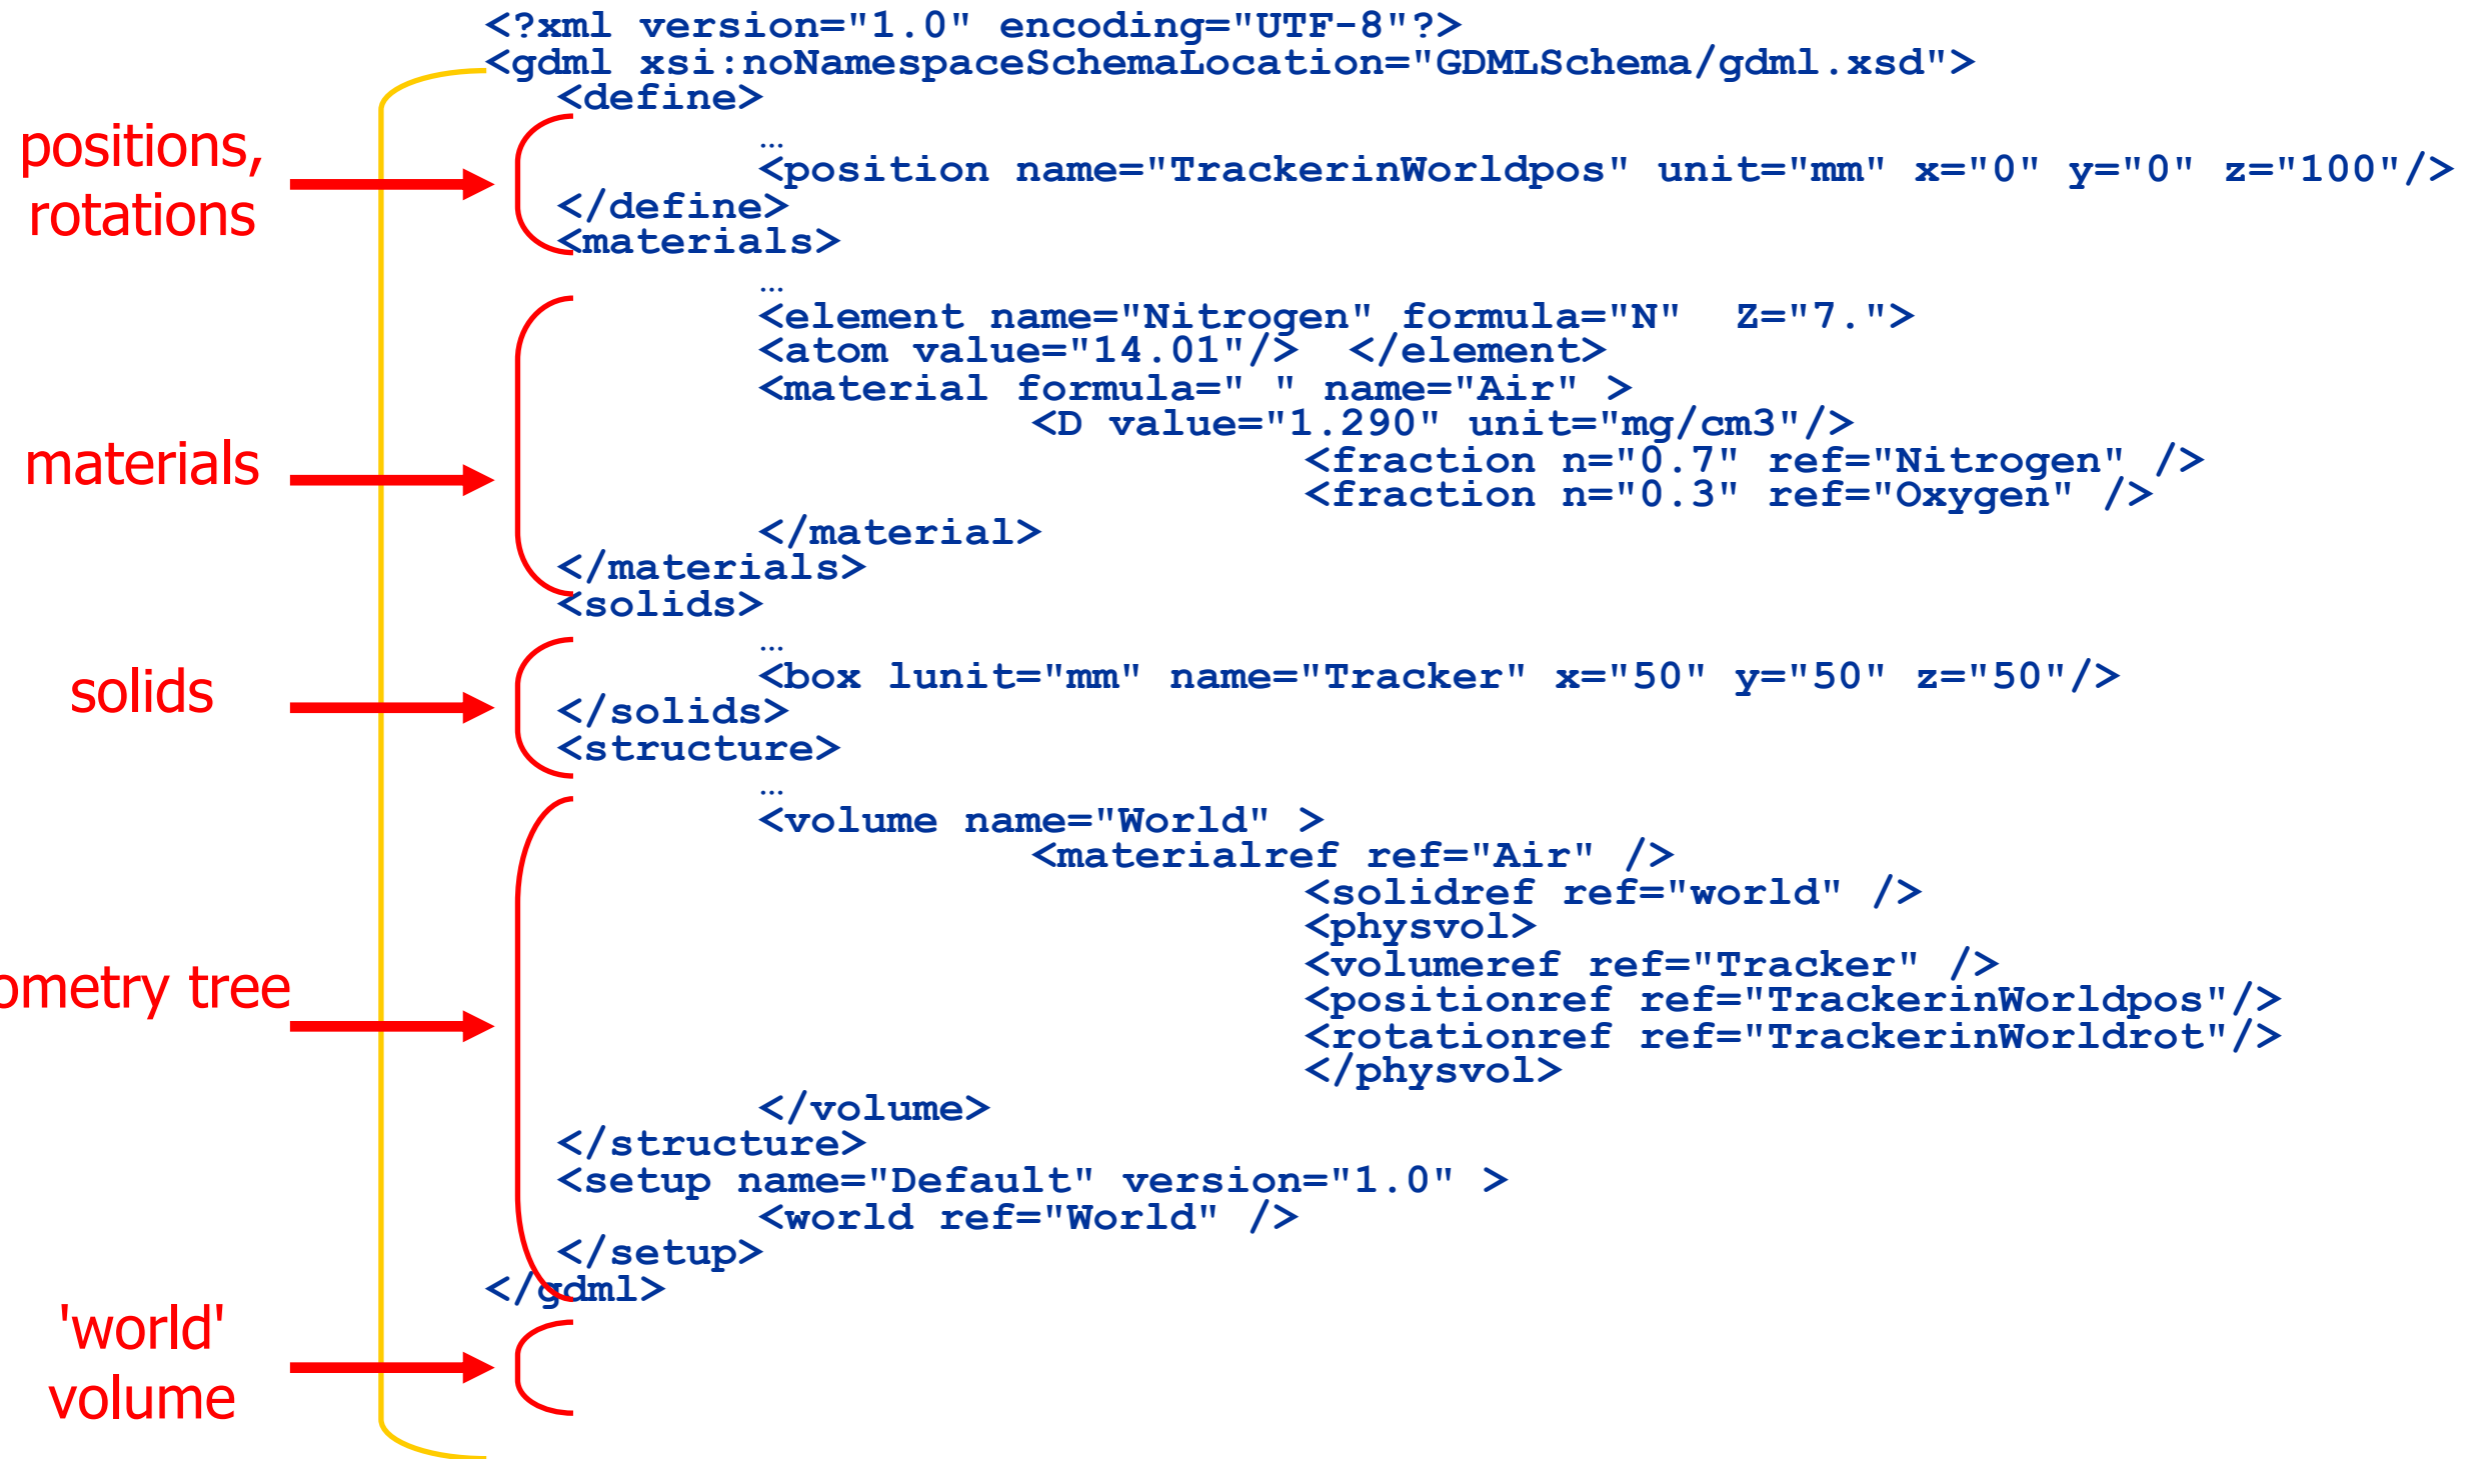 <?xml version="1.0" encoding="UTF-8"?>
<gdml xsi:noNamespaceSchemaLocation="GDMLSchema/gdml.xsd">
<define>
…
<position name="TrackerinWorldpos" unit="mm" x="0" y="0" z="100"/>
</define>
<materials>
…
<element name="Nitrogen" formula="N"  Z="7.">
<atom value="14.01"/>  </element>
<material formula=" " name="Air" >
<D value="1.290" unit="mg/cm3"/>
<fraction n="0.7" ref="Nitrogen" />
<fraction n="0.3" ref="Oxygen" />
</material>
</materials>
<solids>
…
<box lunit="mm" name="Tracker" x="50" y="50" z="50"/>
</solids>
<structure>
…
<volume name="World" >
<materialref ref="Air" />
<solidref ref="world" />
<physvol>
<volumeref ref="Tracker" />
<positionref ref="TrackerinWorldpos"/>
<rotationref ref="TrackerinWorldrot"/>
</physvol>
</volume>
</structure>
<setup name="Default" version="1.0" >
<world ref="World" />
</setup>
</gdml>
positions,
rotations
materials
solids
ometry tree
'world'
volume